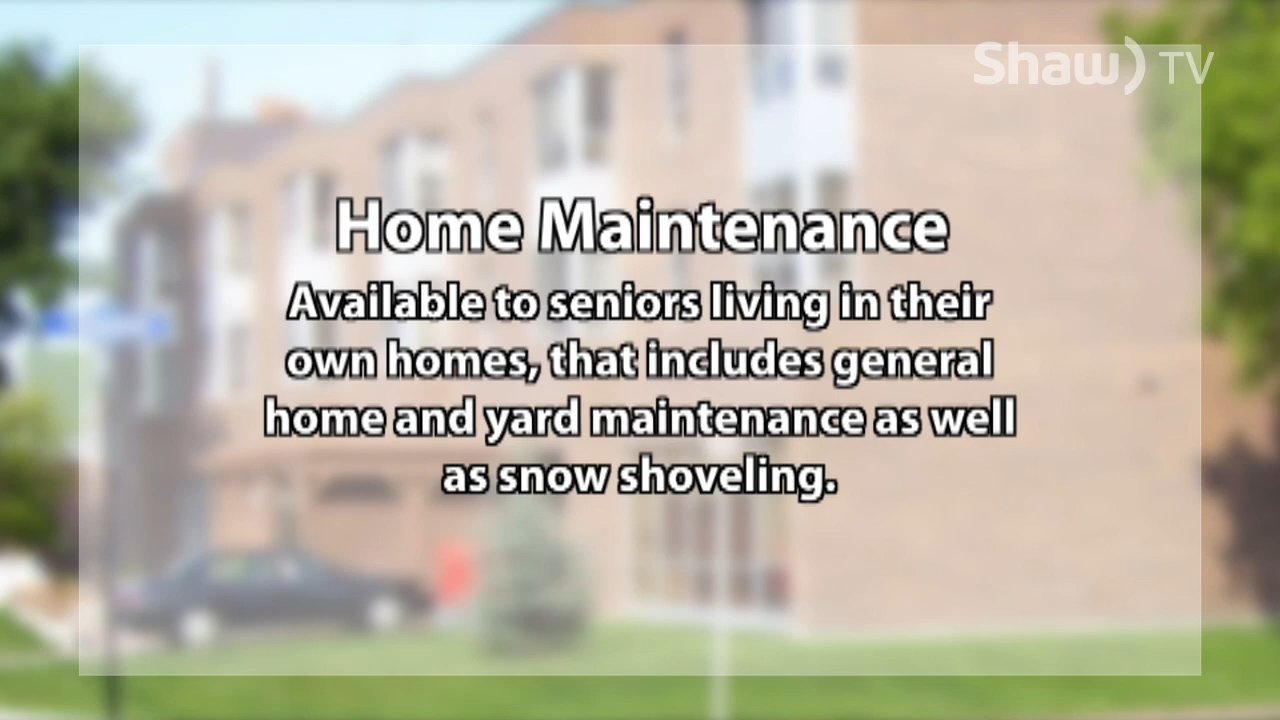 Shaw) TV
Home Maintenance
Available to seniors living in their
own homes, that includes general
home and yard maintenance as well
as snow shoveling.